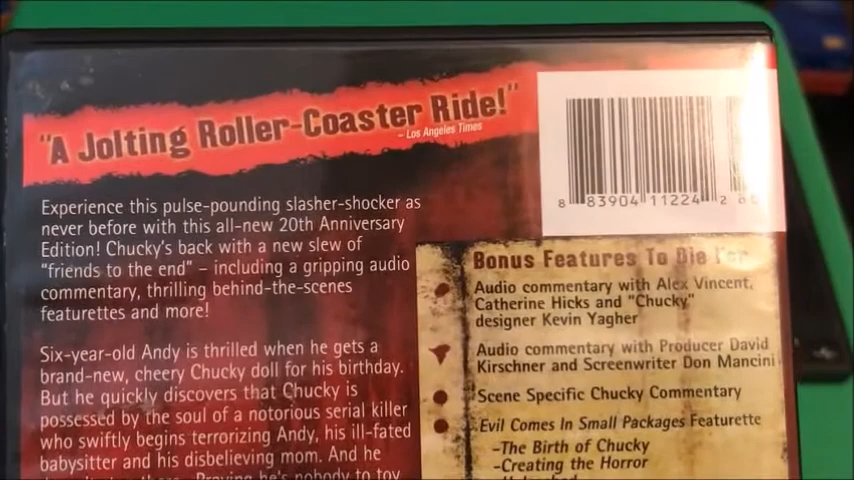 "A Jolting Roller-Coaster Ride!"
- Los Angeles Times
8 83904 11224 2
Experience this pulse-pounding slasher-shocker as
never before with this all-new 20th Anniversary
Edition! Chucky's back with a new slew of
"friends to the end" – including a gripping audio
commentary, thrilling behind-the-scenes
featurettes and more!
Six-year-old Andy is thrilled when he gets a
brand-new, cheery Chucky doll for his birthday.
But he quickly discovers that Chucky is
possessed by the soul of a notorious serial killer
who swiftly begins terrorizing Andy, his ill-fated
babysitter and his disbelieving mom. And he
Praying he's nobody to toy
Bonus Features To Die For
Audio commentary with Alex Vincent,
Catherine Hicks and "Chucky"
designer Kevin Yagher
Audio commentary with Producer David
Kirschner and Screenwriter Don Mancini
Scene Specific Chucky Commentary
Evil Comes In Small Packages Featurette
–The Birth of Chucky
–Creating the Horror